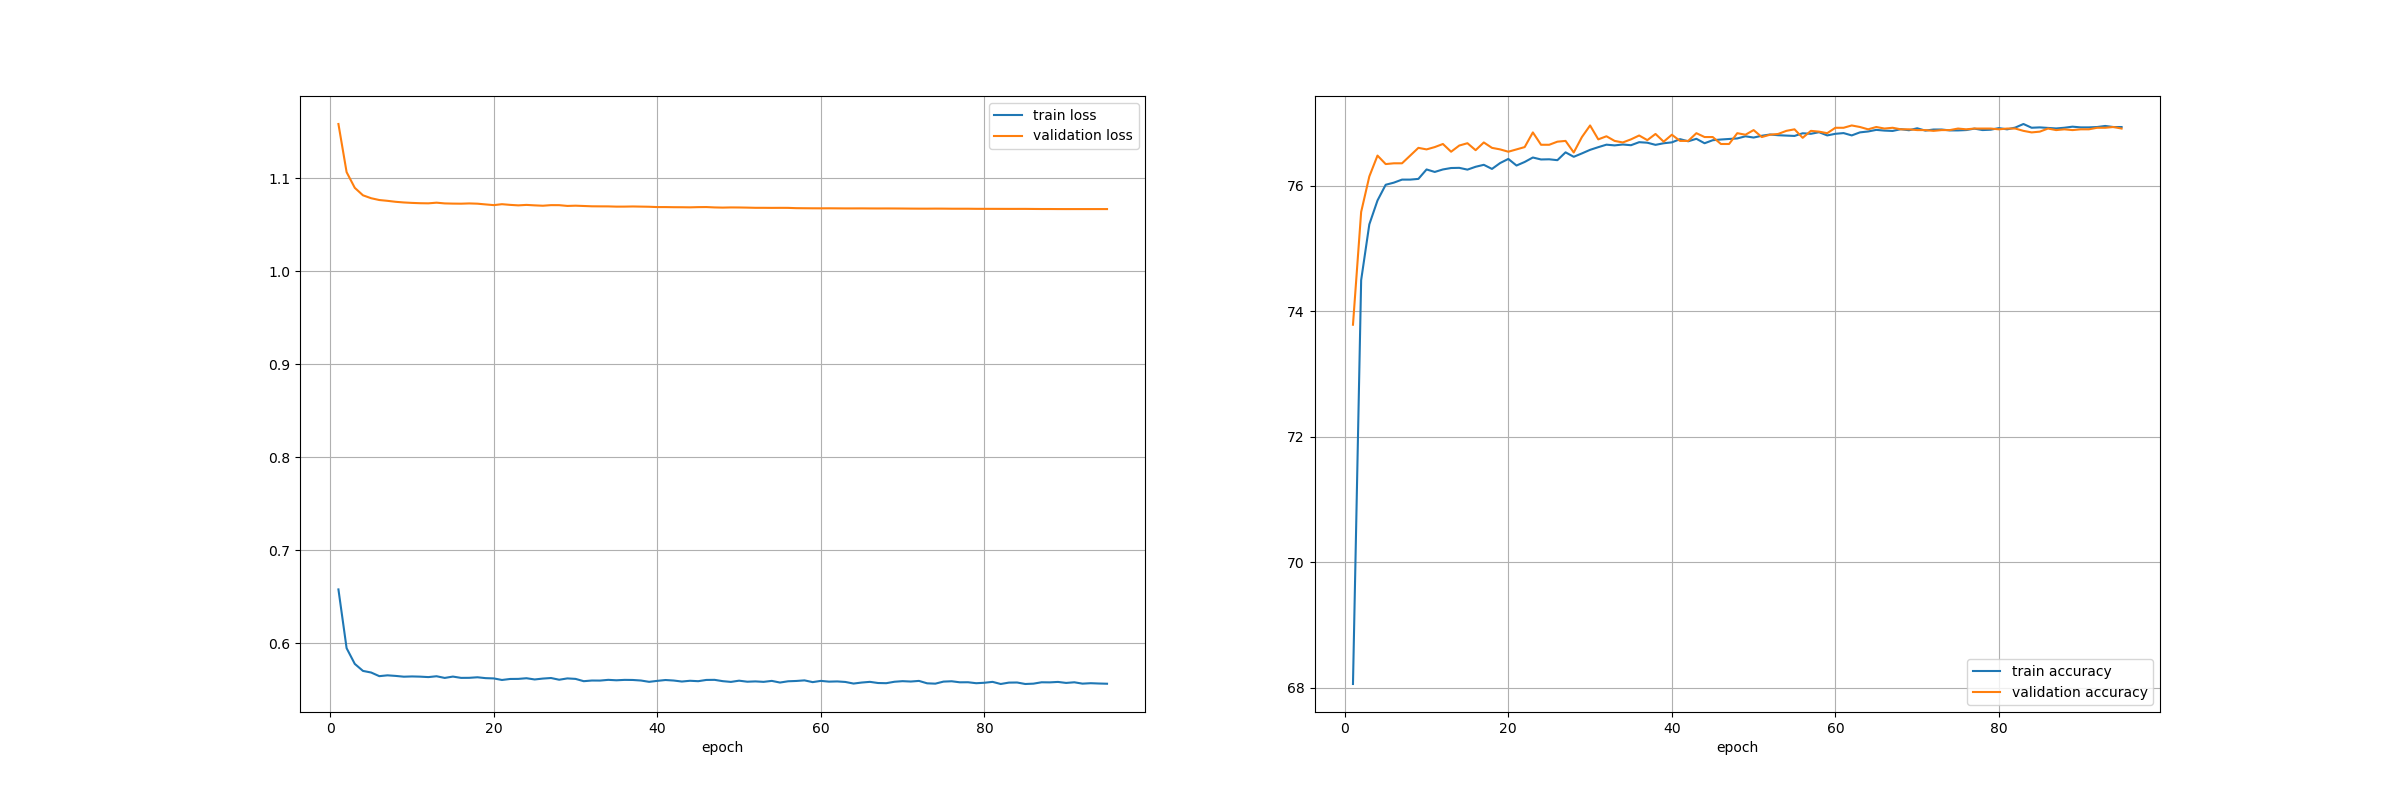 train loss
validation loss
1.1
1.0
0.9
0.8
0.7
0.6
0 20 40 60 80
epoch
76
74
72
70
68
train accuracy
validation accuracy
0 20 40 60 80
epoch